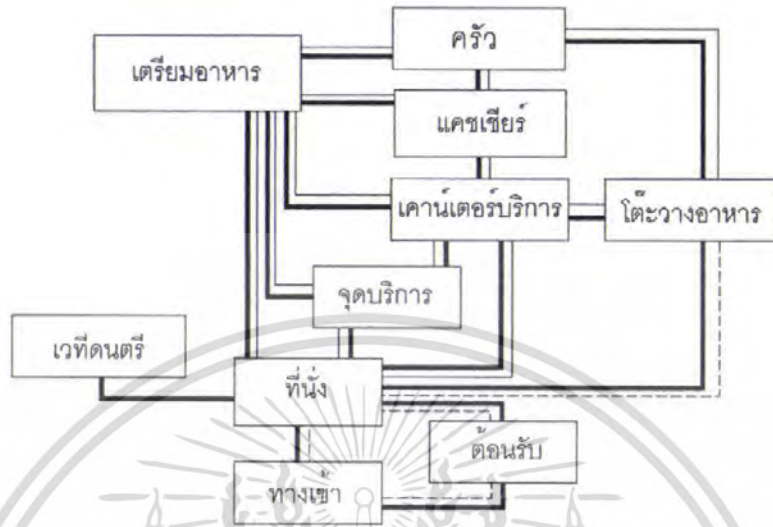 ครัว
เตรียมอาหาร
แคชเชียร์
เคาน์เตอร์บริการ
โต๊ะวางอาหาร
จุดบริการ
เวทีดนตรี
ที่นั่ง
ต้อนรับ
ทางเข้า